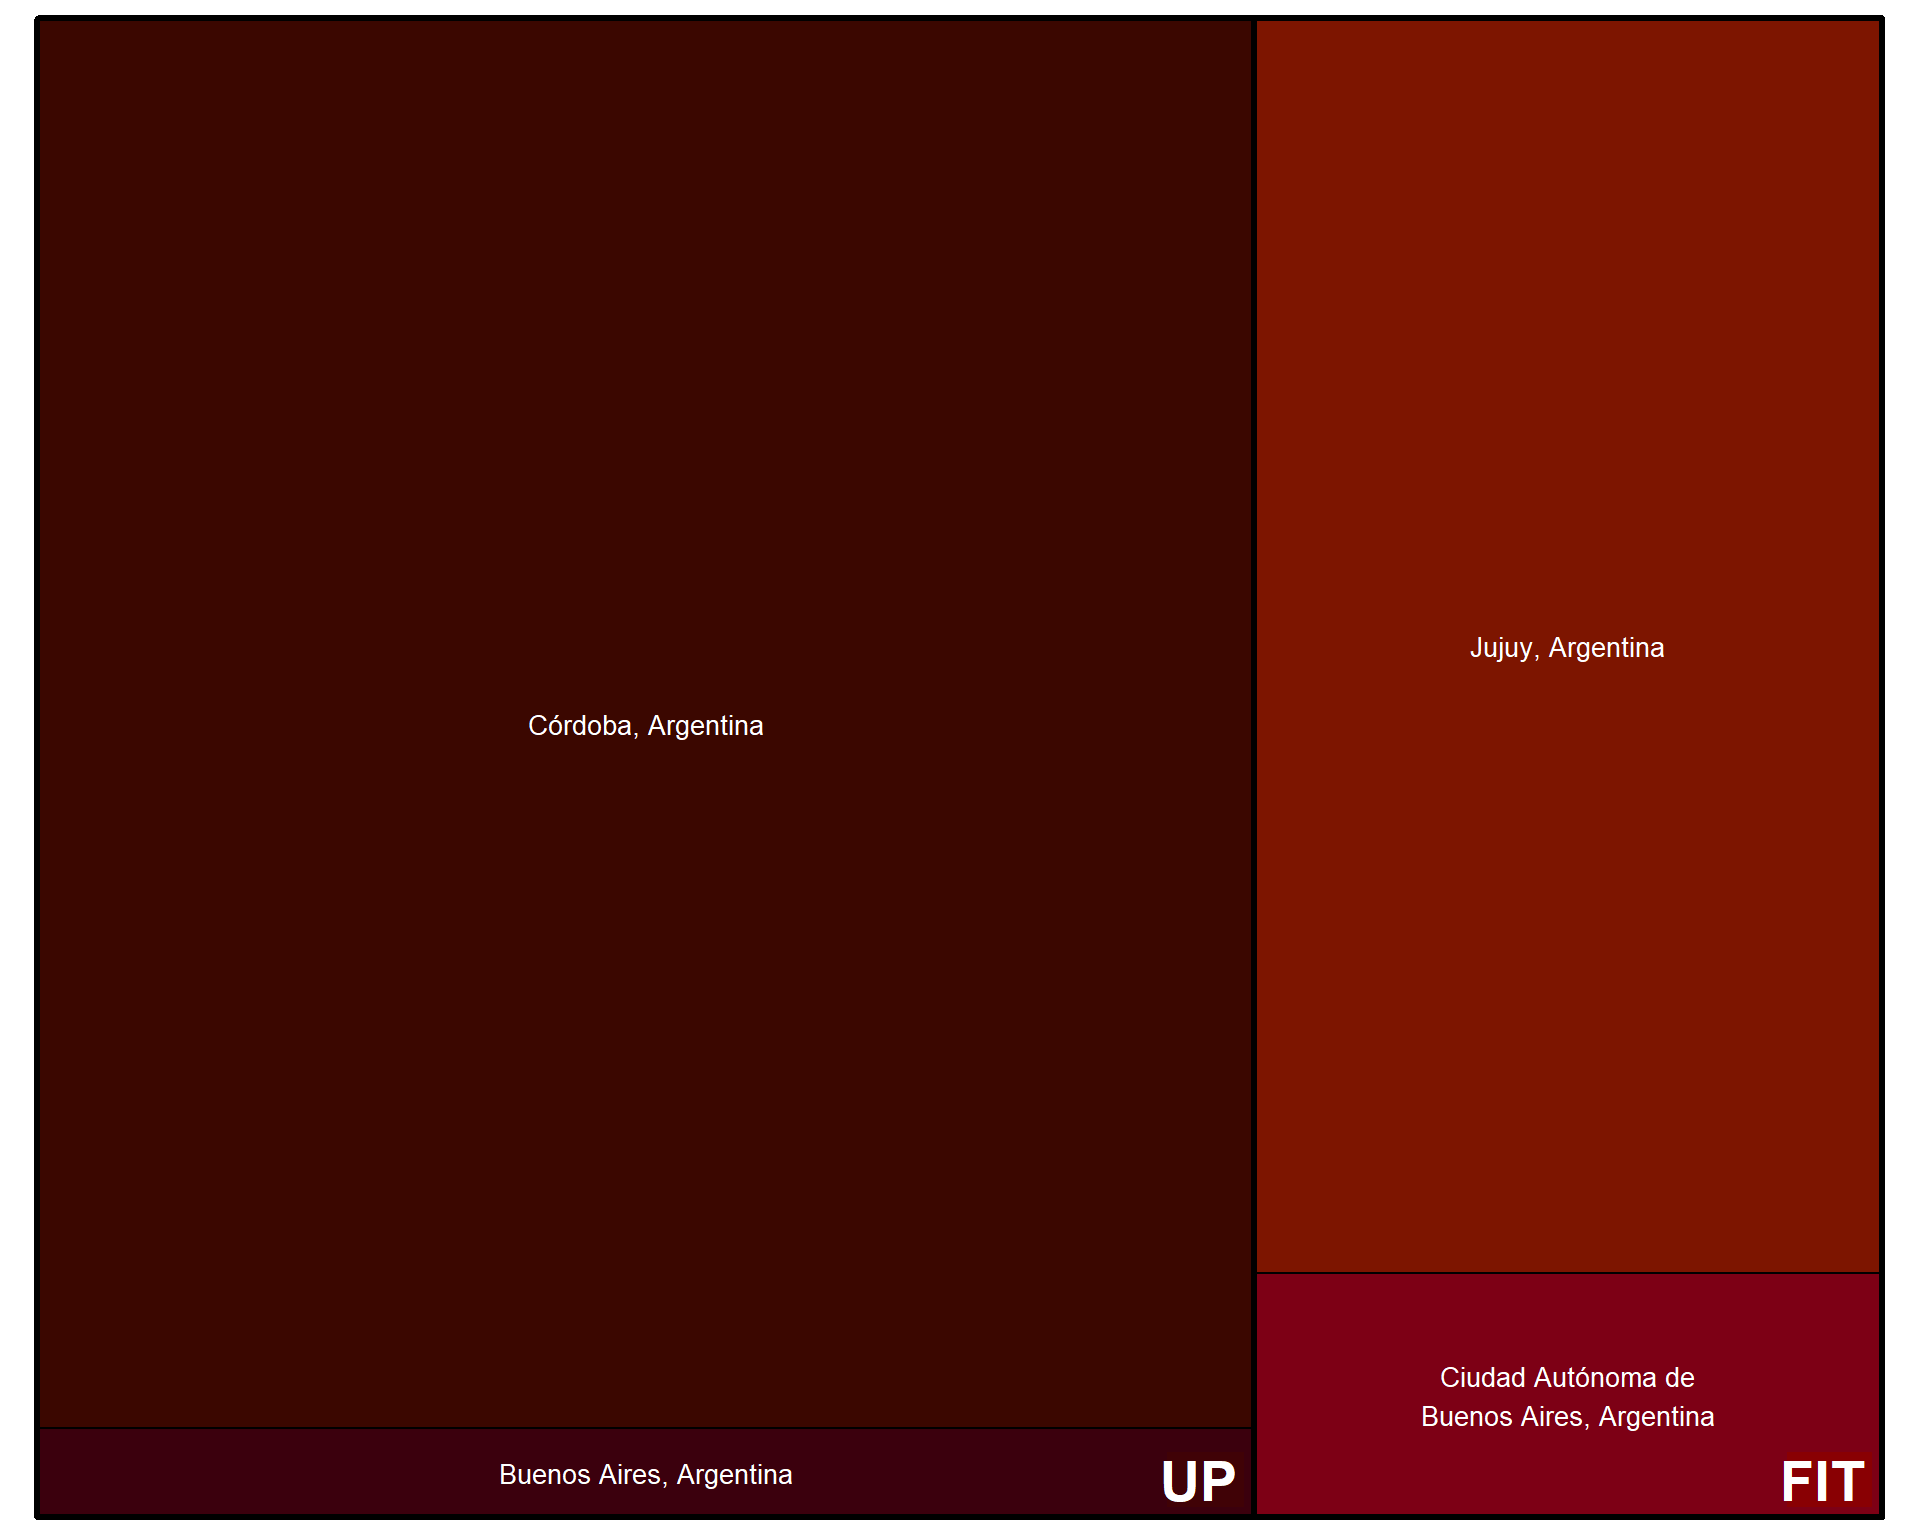 Córdoba, Argentina
Buenos Aires, Argentina
UP
Jujuy, Argentina
Ciudad Autónoma de
Buenos Aires, Argentina
FIT